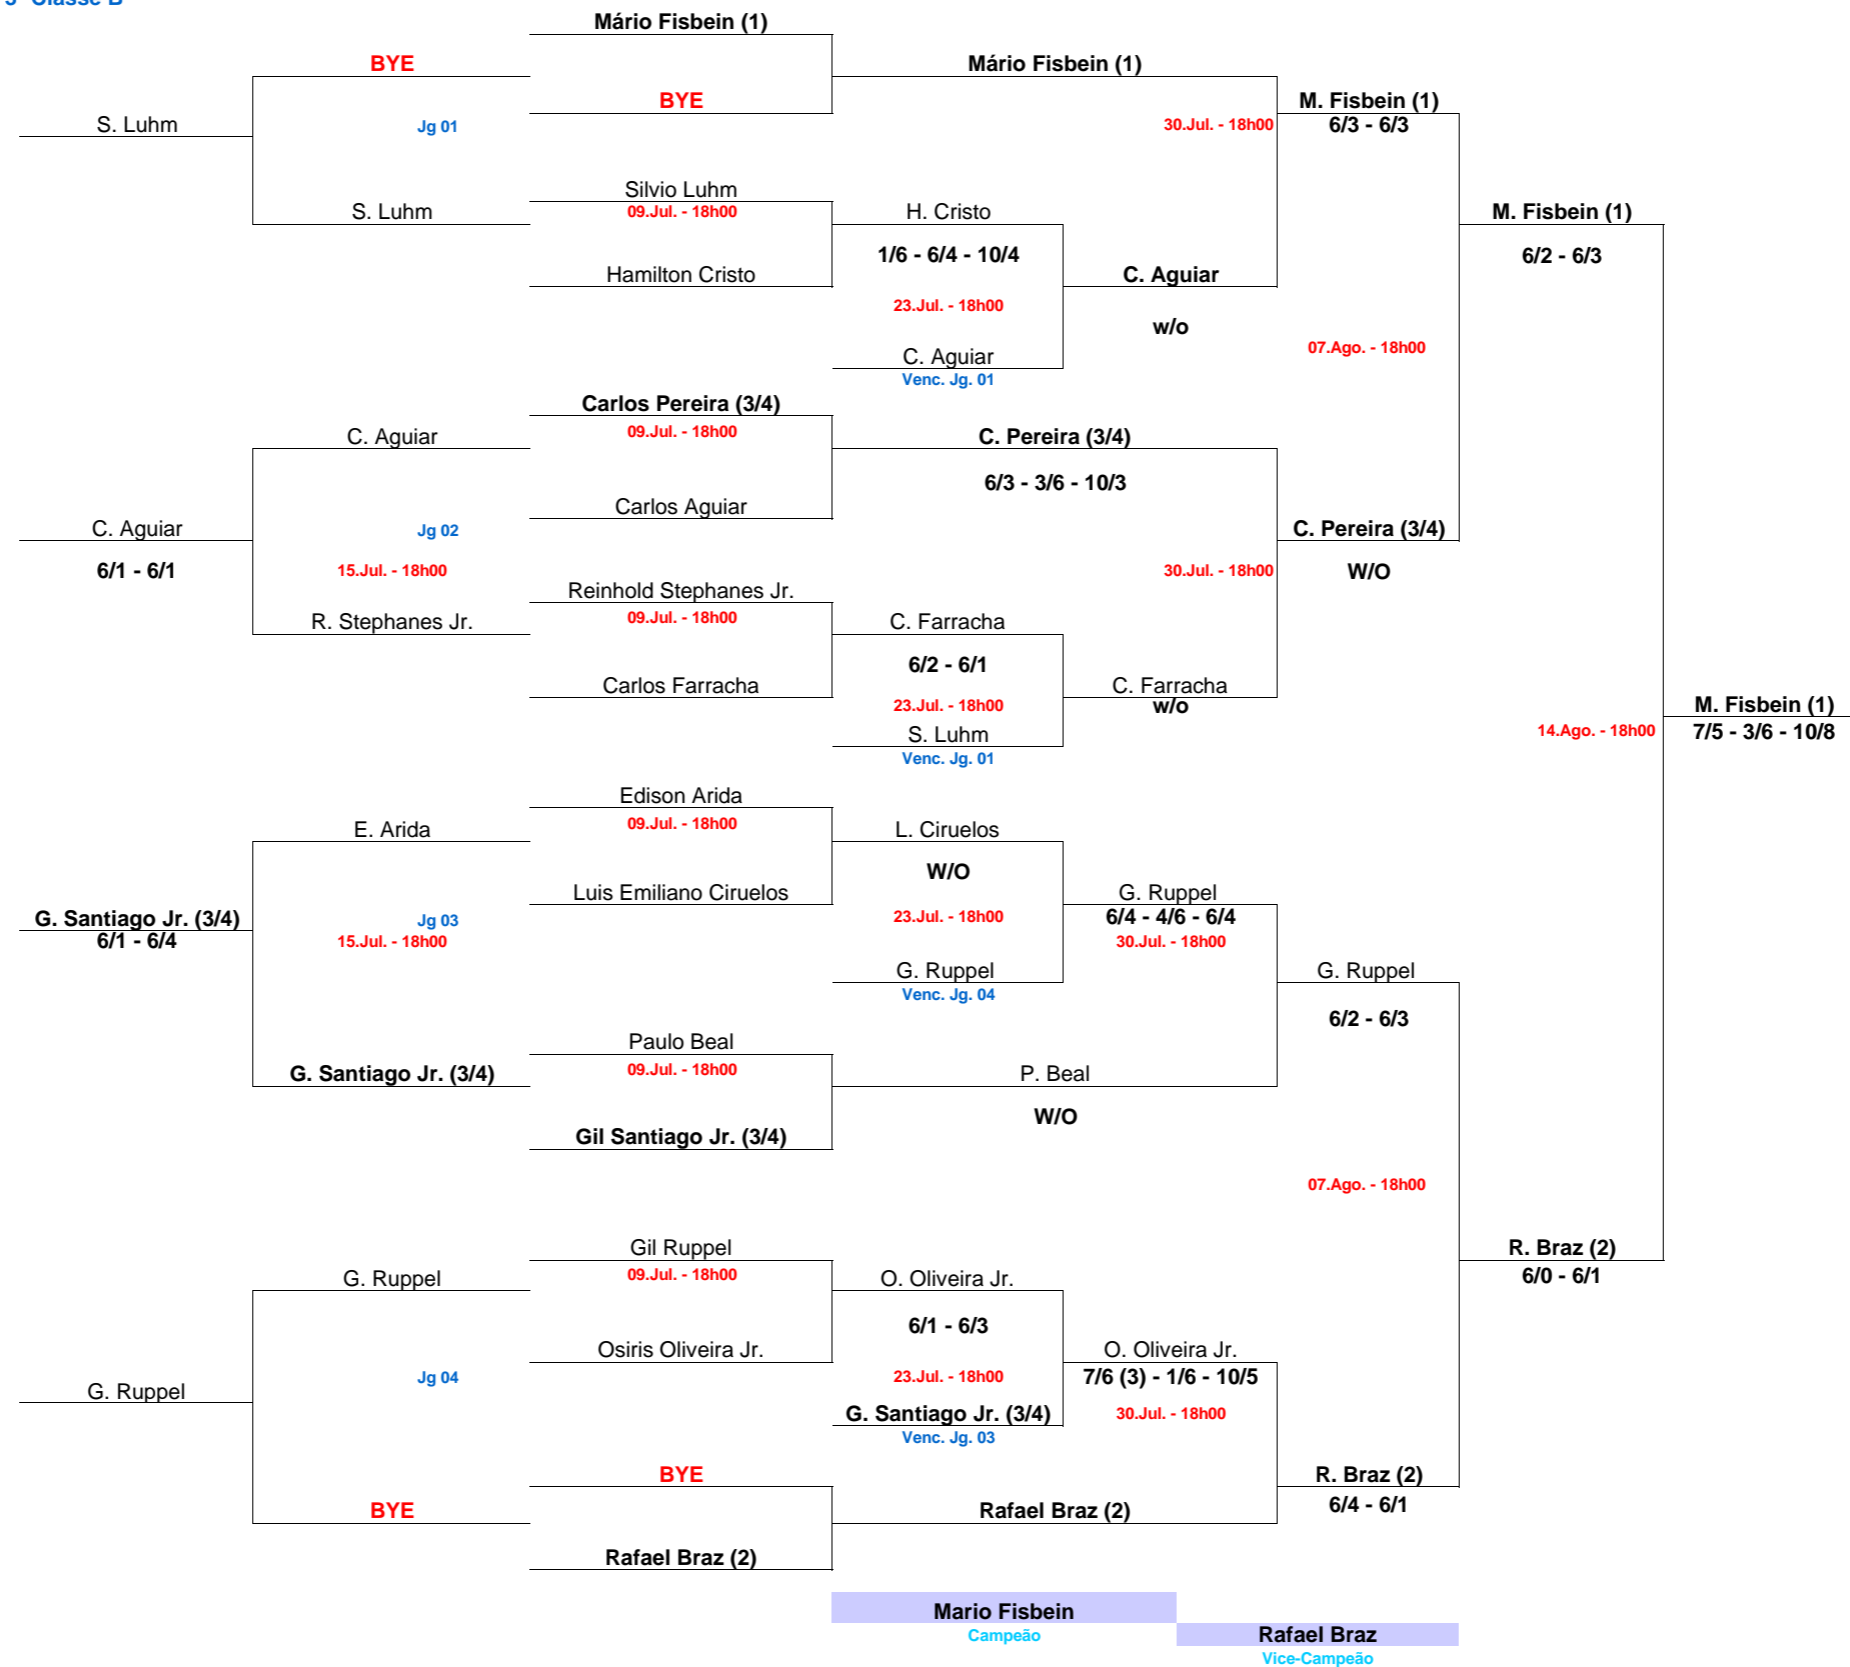 3ª Classe B
Mário Fisbein (1)
BYE
Mário Fisbein (1)
BYE
M. Fisbein (1)
S. Luhm
Jg 01
30.Jul. - 18h00
6/3 - 6/3
Silvio Luhm
S. Luhm
09.Jul. - 18h00
H. Cristo
M. Fisbein (1)
1/6 - 6/4 - 10/4
6/2 - 6/3
Hamilton Cristo
C. Aguiar
23.Jul. - 18h00
w/o
07.Ago. - 18h00
C. Aguiar
Venc. Jg. 01
Carlos Pereira (3/4)
C. Aguiar
09.Jul. - 18h00
C. Pereira (3/4)
6/3 - 3/6 - 10/3
Carlos Aguiar
C. Aguiar
Jg 02
C. Pereira (3/4)
6/1 - 6/1
15.Jul. - 18h00
30.Jul. - 18h00
W/O
Reinhold Stephanes Jr.
R. Stephanes Jr.
09.Jul. - 18h00
C. Farracha
6/2 - 6/1
Carlos Farracha
C. Farracha
23.Jul. - 18h00
w/o
M. Fisbein (1)
S. Luhm
14.Ago. - 18h00
7/5 - 3/6 - 10/8
Venc. Jg. 01
Edison Arida
E. Arida
09.Jul. - 18h00
L. Ciruelos
W/O
Luis Emiliano Ciruelos
G. Ruppel
G. Santiago Jr. (3/4)
Jg 03
23.Jul. - 18h00
6/4 - 4/6 - 6/4
6/1 - 6/4
15.Jul. - 18h00
30.Jul. - 18h00
G. Ruppel
G. Ruppel
Venc. Jg. 04
6/2 - 6/3
Paulo Beal
G. Santiago Jr. (3/4)
09.Jul. - 18h00
P. Beal
W/O
Gil Santiago Jr. (3/4)
07.Ago. - 18h00
Gil Ruppel
R. Braz (2)
G. Ruppel
09.Jul. - 18h00
O. Oliveira Jr.
6/0 - 6/1
6/1 - 6/3
Osiris Oliveira Jr.
O. Oliveira Jr.
G. Ruppel
Jg 04
23.Jul. - 18h00
7/6 (3) - 1/6 - 10/5
G. Santiago Jr. (3/4)
30.Jul. - 18h00
Venc. Jg. 03
BYE
R. Braz (2)
BYE
Rafael Braz (2)
6/4 - 6/1
Rafael Braz (2)
Mario Fisbein
Campeão
Rafael Braz
Vice-Campeão